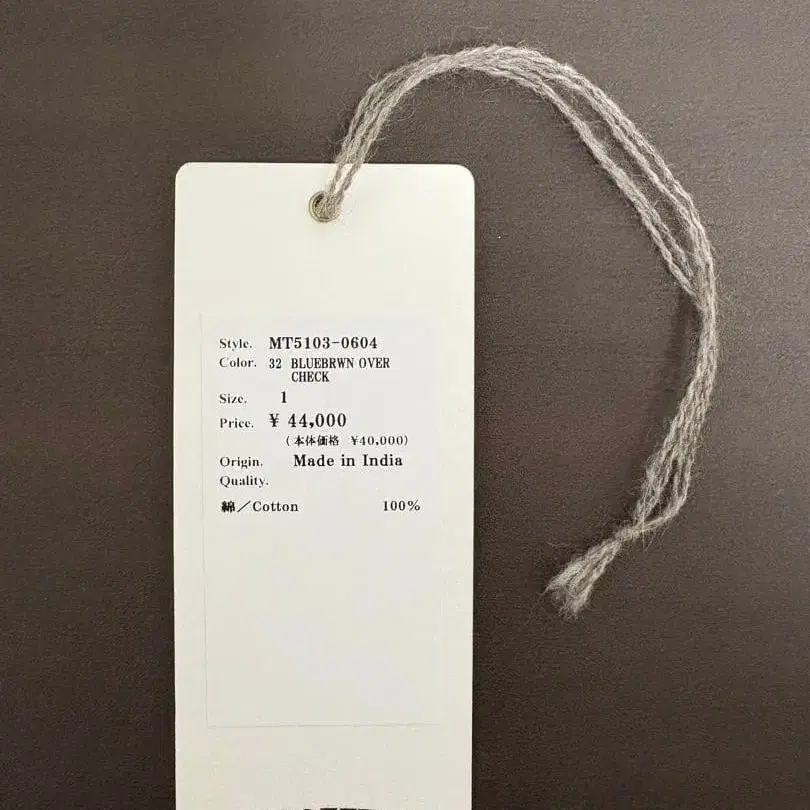 Style. MT5103-0604
Color. 32 BLUEBRWN OVER
CHECK
Size. 1
Price. ¥ 44,000
(本体価格 ¥40,000)
Origin. Made in India
Quality.
綿/Cotton 100%